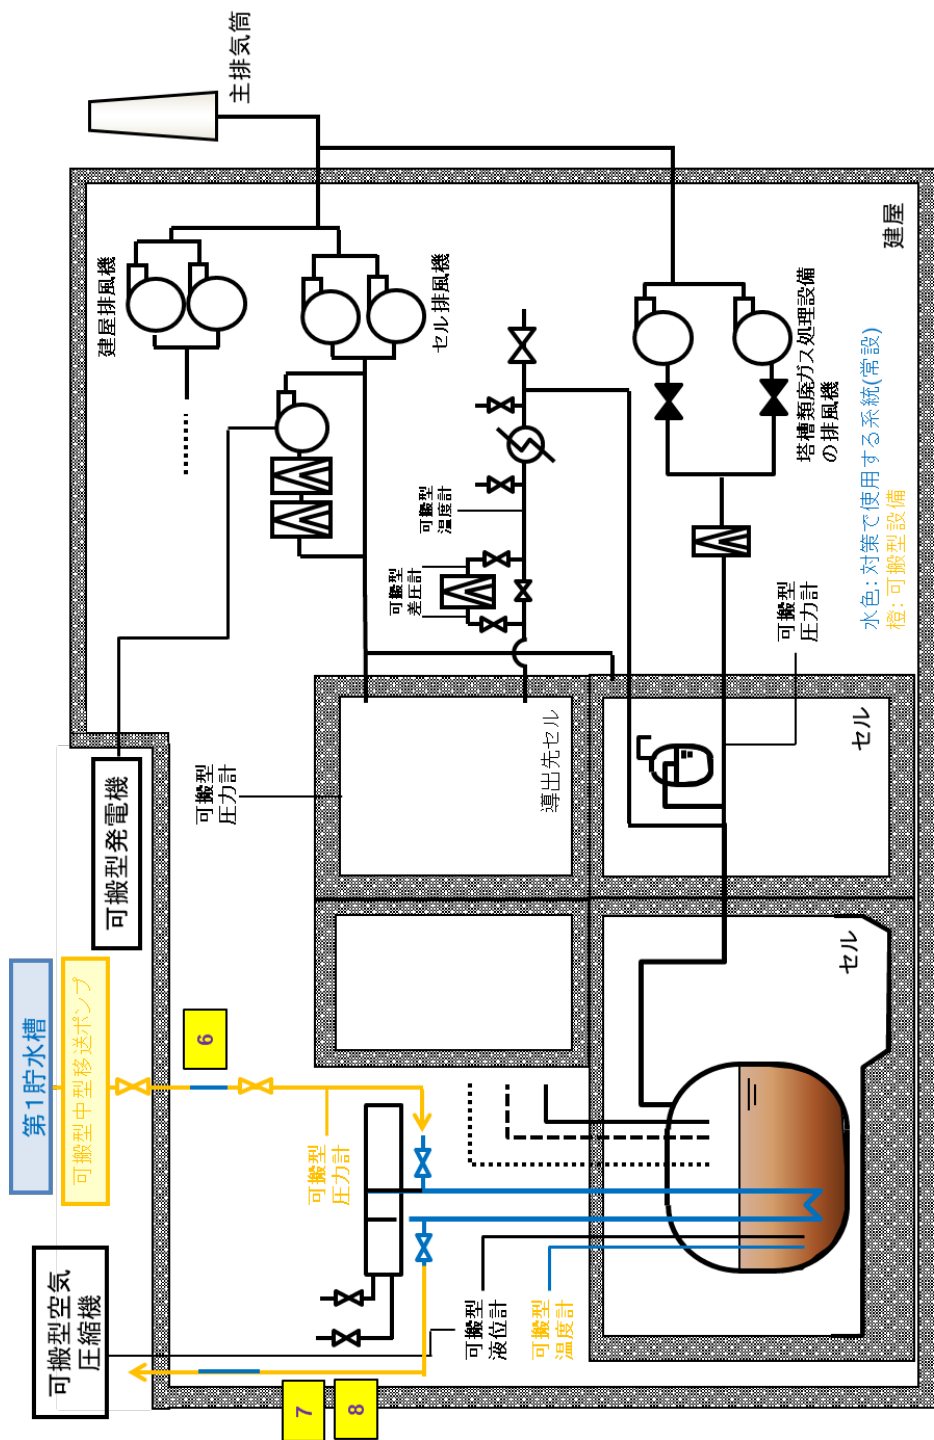 主排気筒
建屋排風機
セル排風機
塔槽類廃ガス処理設備
の排風機
建屋
水色: 対策で使用する系統(常設)
橙: 可搬型設備
可搬型
温度計
可搬型
差圧計
可搬型
圧力計
可搬型発電機
可搬型
圧力計
導出先セル
セル
セル
第1貯水槽
可搬型中型移送ポンプ
6
可搬型
圧力計
可搬型空気
圧縮機
可搬型
液位計
可搬型
温度計
7
8